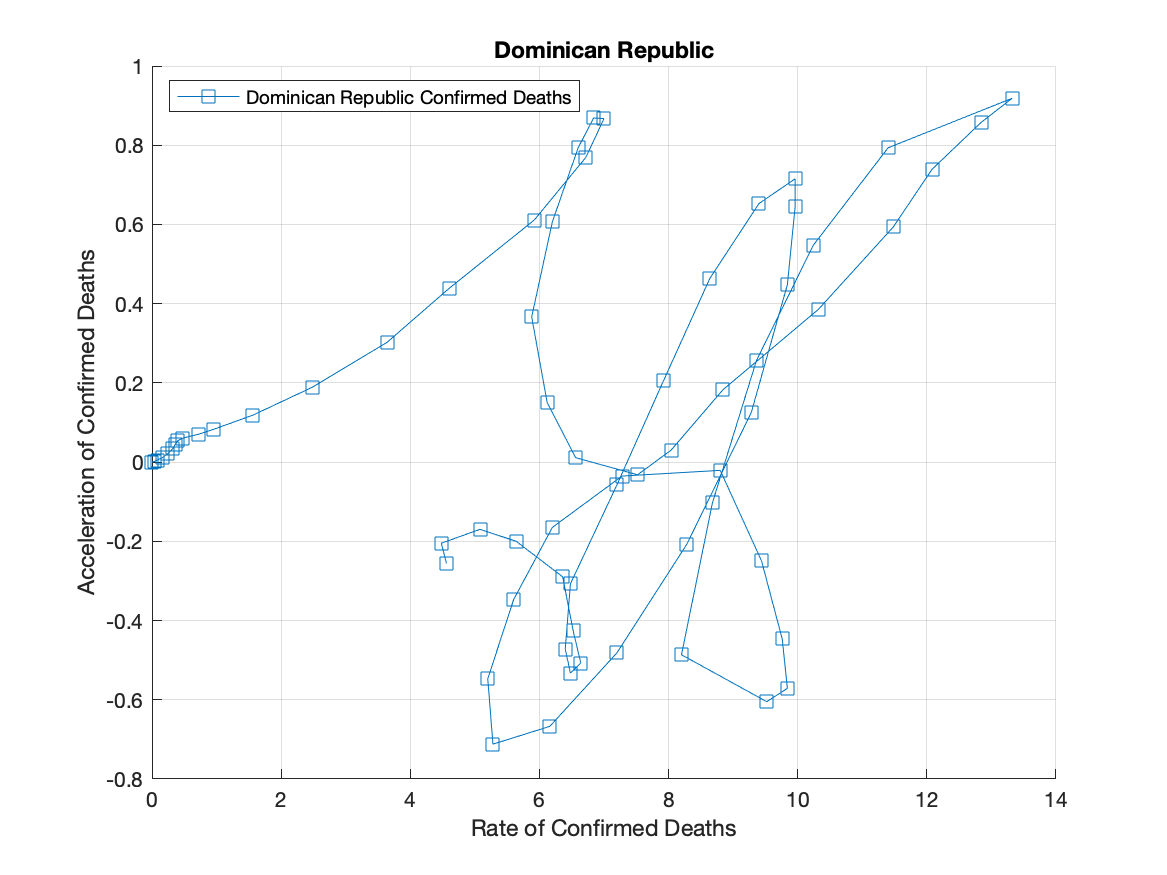 Dominican Republic
Dominican Republic Confirmed Deaths
1
0.8
0.6
0.4
0.2
0
-0.2
-0.4
-0.6
-0.8
Acceleration of Confirmed Deaths
0 2 4 6 8 10 12 14
Rate of Confirmed Deaths